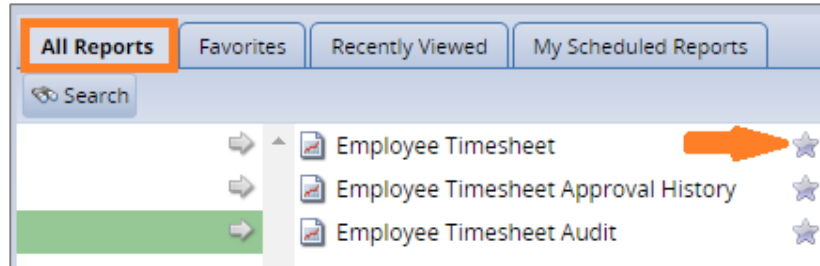 All Reports Favorites Recently Viewed My Scheduled Reports
Search
Employee Timesheet
Employee Timesheet Approval History
Employee Timesheet Audit